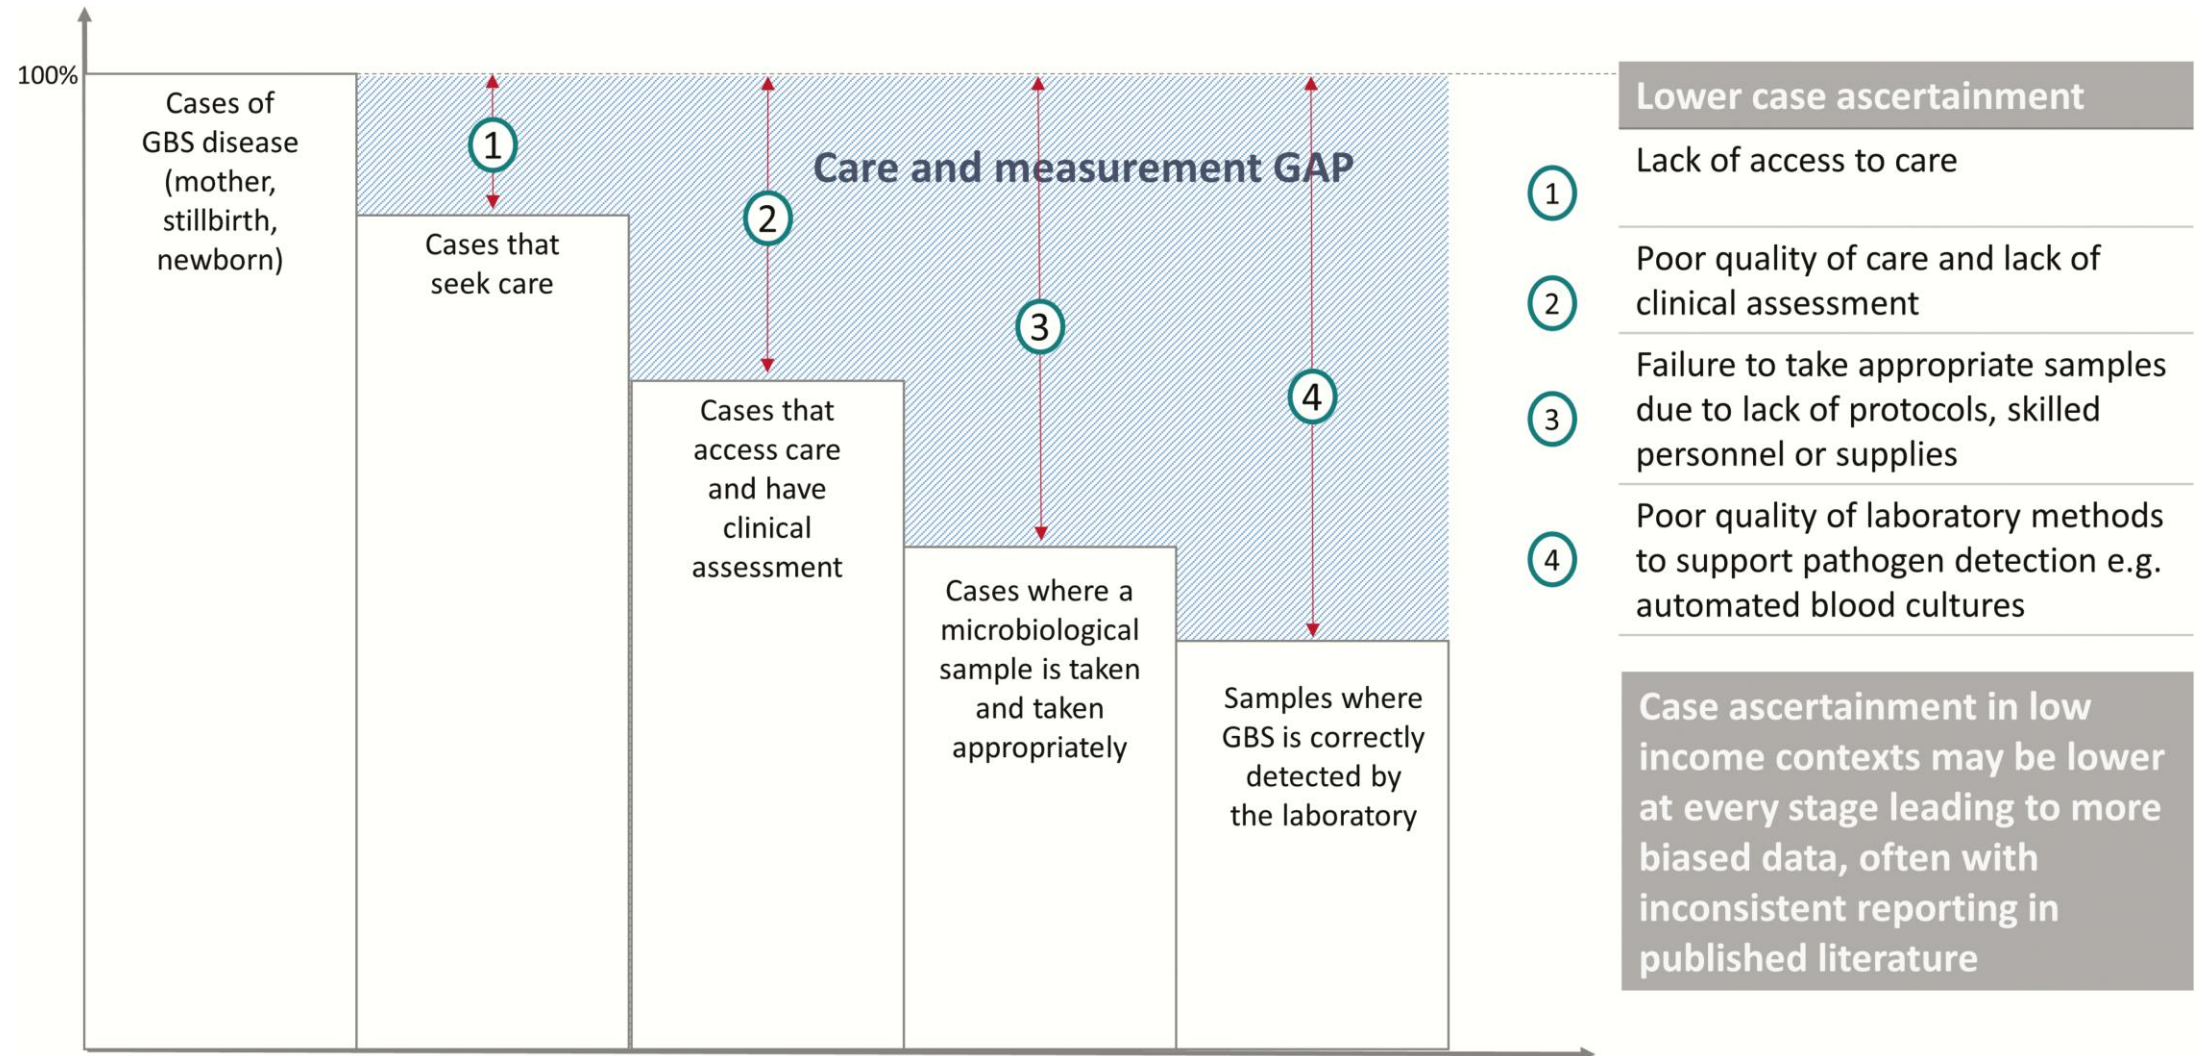 100%
Cases of
GBS disease
(mother,
stillbirth,
newborn)
1
Cases that
seek care
2
Care and measurement GAP
Cases that
access care
and have
clinical
assessment
3
Cases where a
microbiological
sample is taken
and taken
appropriately
4
Samples where
GBS is correctly
detected by
the laboratory
Lower case ascertainment
1
Lack of access to care
2
Poor quality of care and lack of
clinical assessment
3
Failure to take appropriate samples
due to lack of protocols, skilled
personnel or supplies
4
Poor quality of laboratory methods
to support pathogen detection e.g.
automated blood cultures
Case ascertainment in low
income contexts may be lower
at every stage leading to more
biased data, often with
inconsistent reporting in
published literature